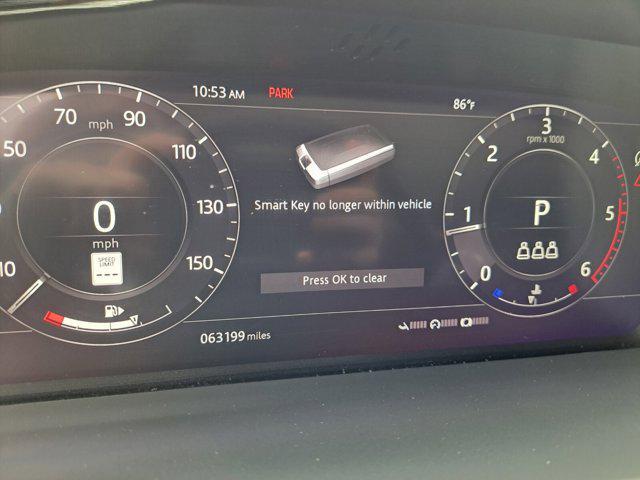 10:53 AM PARK 86°F
70 mph 90
50 110
130
0
mph
SPEED
LIMIT
---
10 150
Smart Key no longer within vehicle
Press OK to clear
063199 miles
3
rpm x 1000
2 4
1 P 5
0 6